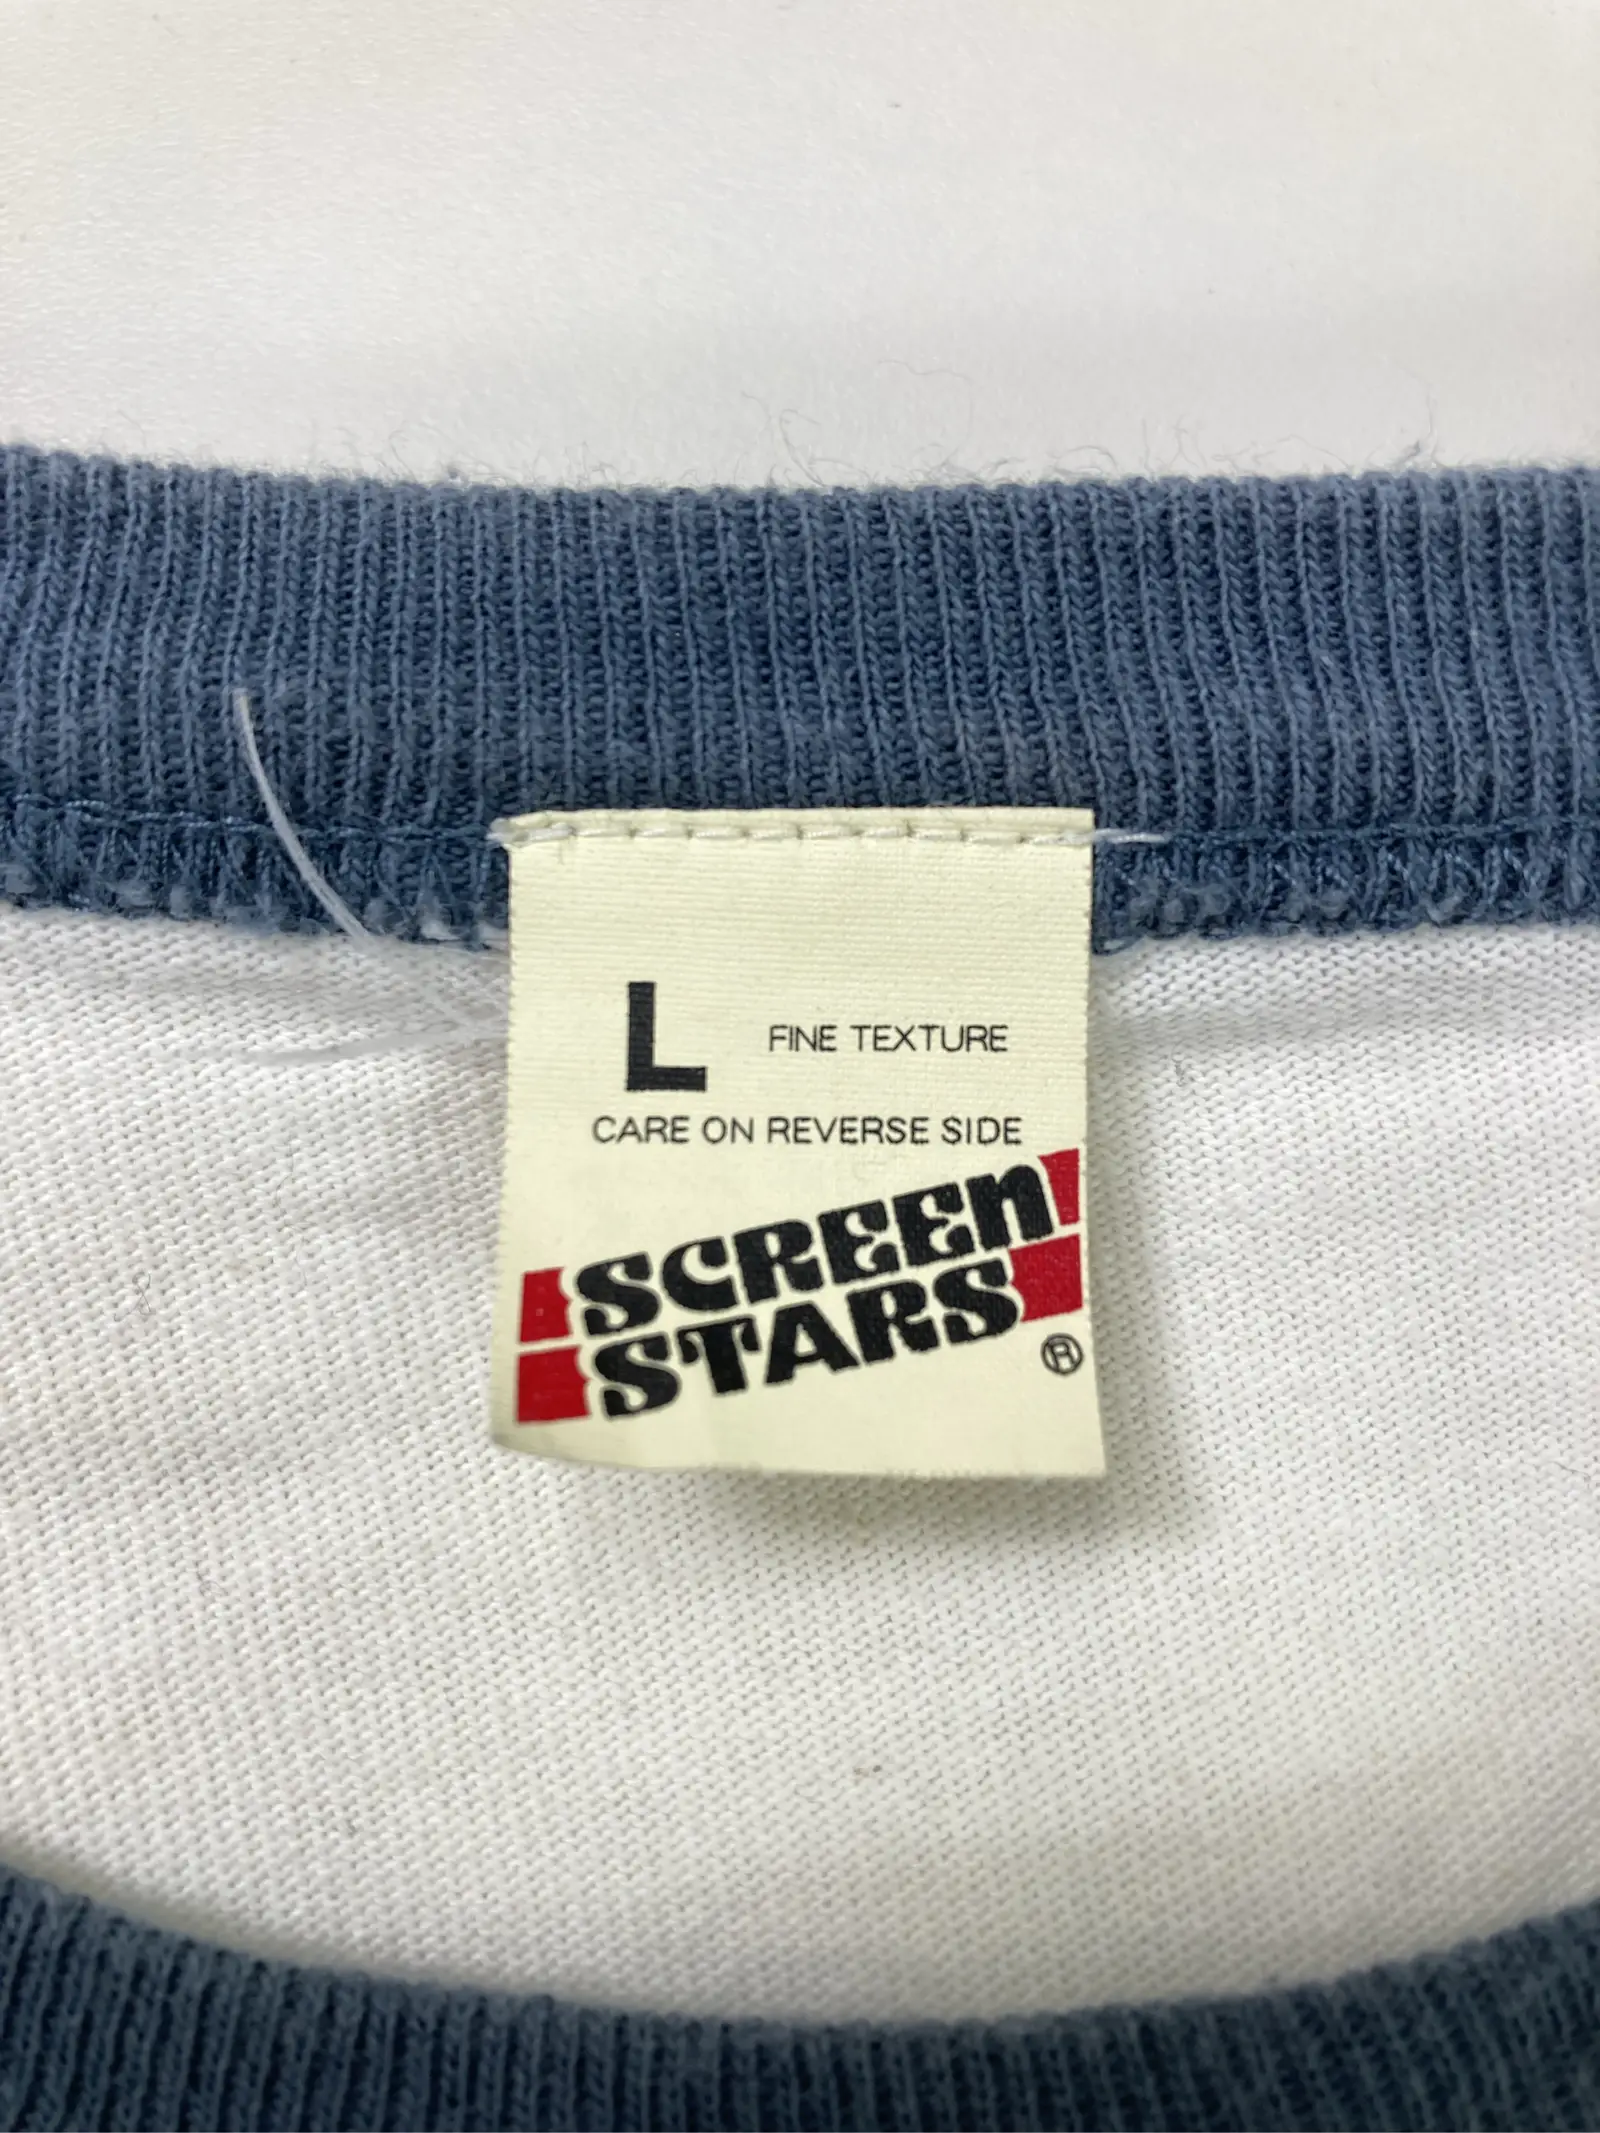 L FINE TEXTURE
CARE ON REVERSE SIDE
SCREEN
STARS®